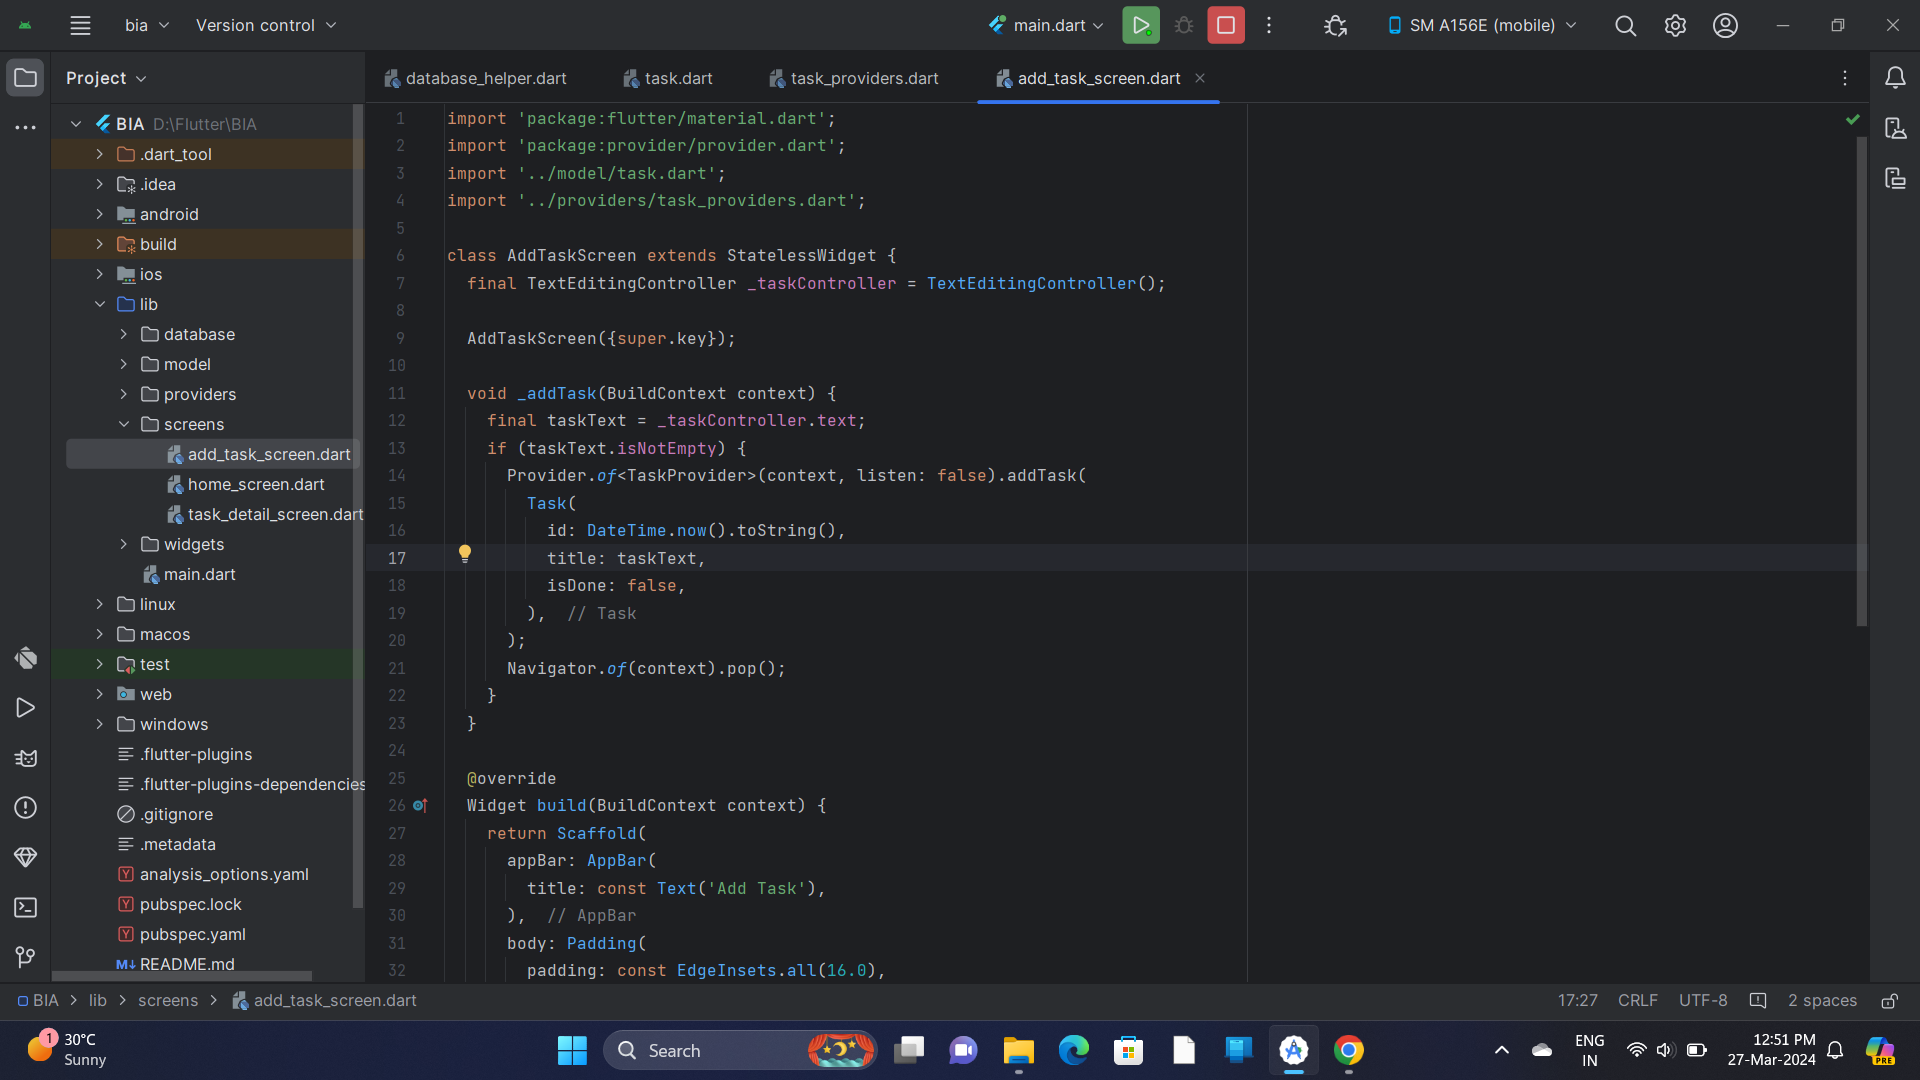 bia
Version control
main.dart
SM A156E (mobile)
Project
database_helper.dart
task.dart
task_providers.dart
add_task_screen.dart
BIA D:\Flutter\BIA
.dart_tool
.idea
android
build
ios
lib
database
model
providers
screens
add_task_screen.dart
home_screen.dart
task_detail_screen.dart
widgets
main.dart
linux
macos
test
web
windows
.flutter-plugins
.flutter-plugins-dependencies
.gitignore
.metadata
Y analysis_options.yaml
Y pubspec.lock
Y pubspec.yaml
M↓ README.md
1 import 'package:flutter/material.dart';
2 import 'package:provider/provider.dart';
3 import '../model/task.dart';
4 import '../providers/task_providers.dart';
5
6 class AddTaskScreen extends StatelessWidget {
7 final TextEditingController _taskController = TextEditingController();
8
9 AddTaskScreen({super.key});
10
11 void _addTask(BuildContext context) {
12 final taskText = _taskController.text;
13 if (taskText.isNotEmpty) {
14 Provider.of<TaskProvider>(context, listen: false).addTask(
15 Task(
16 id: DateTime.now().toString(),
17 title: taskText,
18 isDone: false,
19 ), // Task
20 );
21 Navigator.of(context).pop();
22 }
23 }
24
25 @override
26 Widget build(BuildContext context) {
27 return Scaffold(
28 appBar: AppBar(
29 title: const Text('Add Task'),
30 ), // AppBar
31 body: Padding(
32 padding: const EdgeInsets.all(16.0),
BIA > lib > screens > add_task_screen.dart
17:27 CRLF UTF-8 2 spaces
1
30°C
Sunny
Search
ENG
IN
12:51 PM
27-Mar-2024
PRE